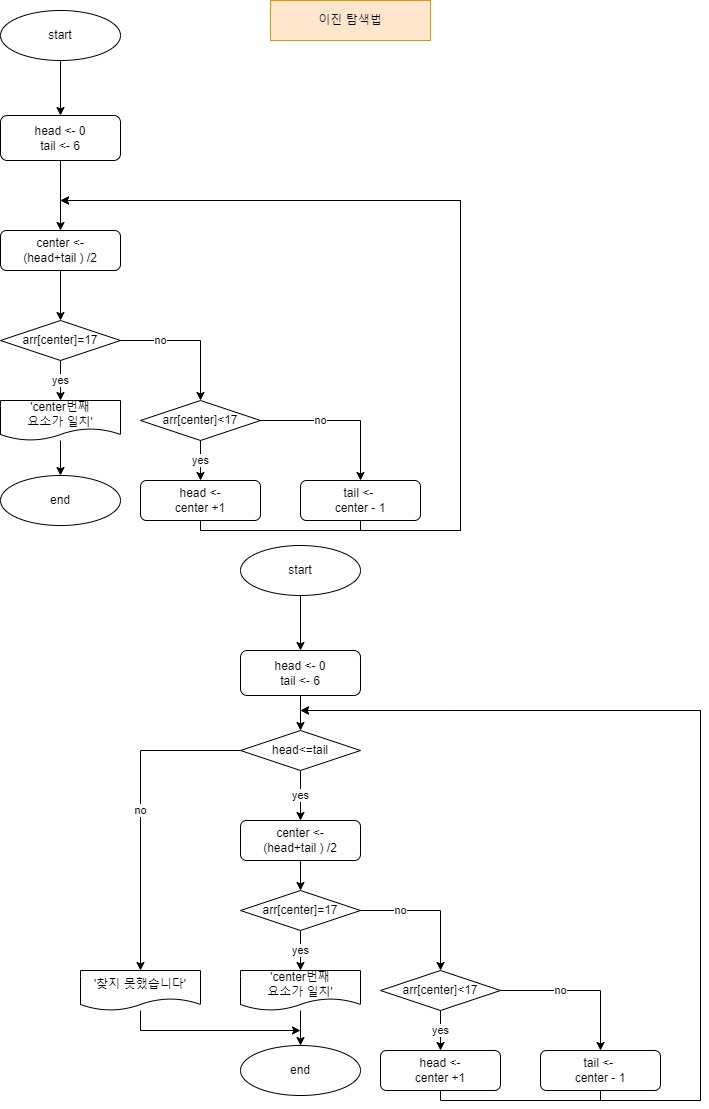 이진 탐색법
start
head <- 0
tail <- 6
center <-
(head+tail ) /2
arr[center]=17
no
yes
'center번째
요소가 일치'
arr[center]<17
no
yes
end
head <-
center +1
tail <-
center - 1
start
head <- 0
tail <- 6
head<=tail
no
yes
center <-
(head+tail ) /2
arr[center]=17
no
yes
'찾지 못했습니다'
'center번째
요소가 일치'
arr[center]<17
no
yes
end
head <-
center +1
tail <-
center - 1